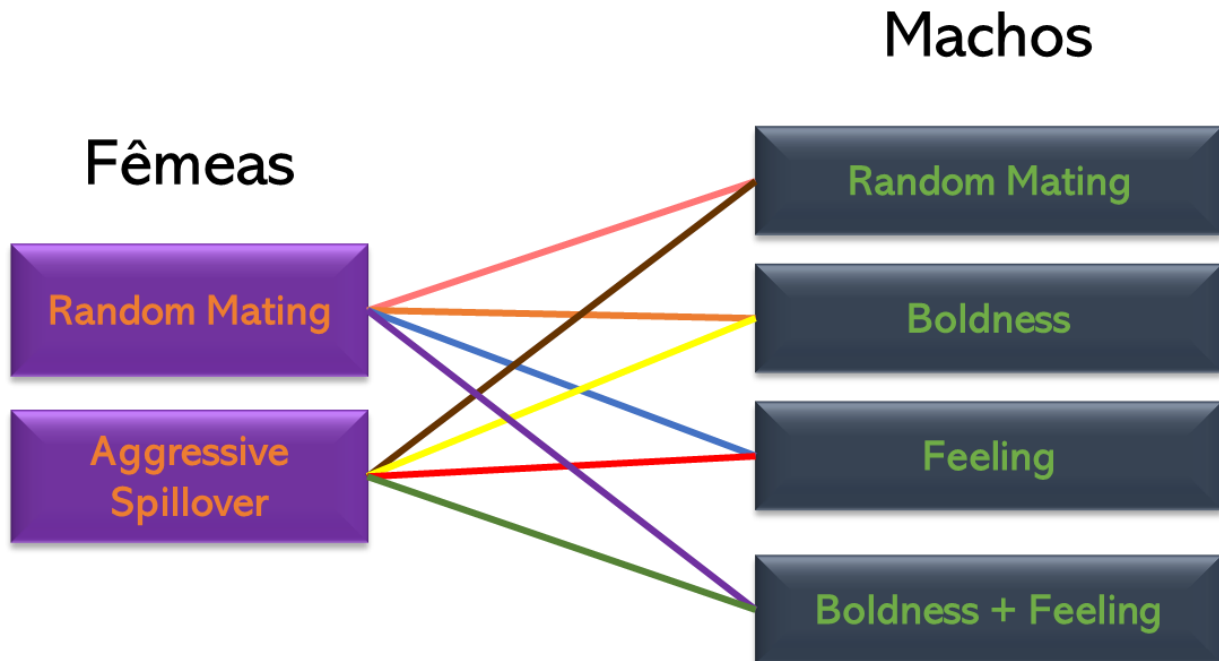 Fêmeas
Random Mating
Aggressive
Spillover
Machos
Random Mating
Boldness
Feeling
Boldness + Feeling